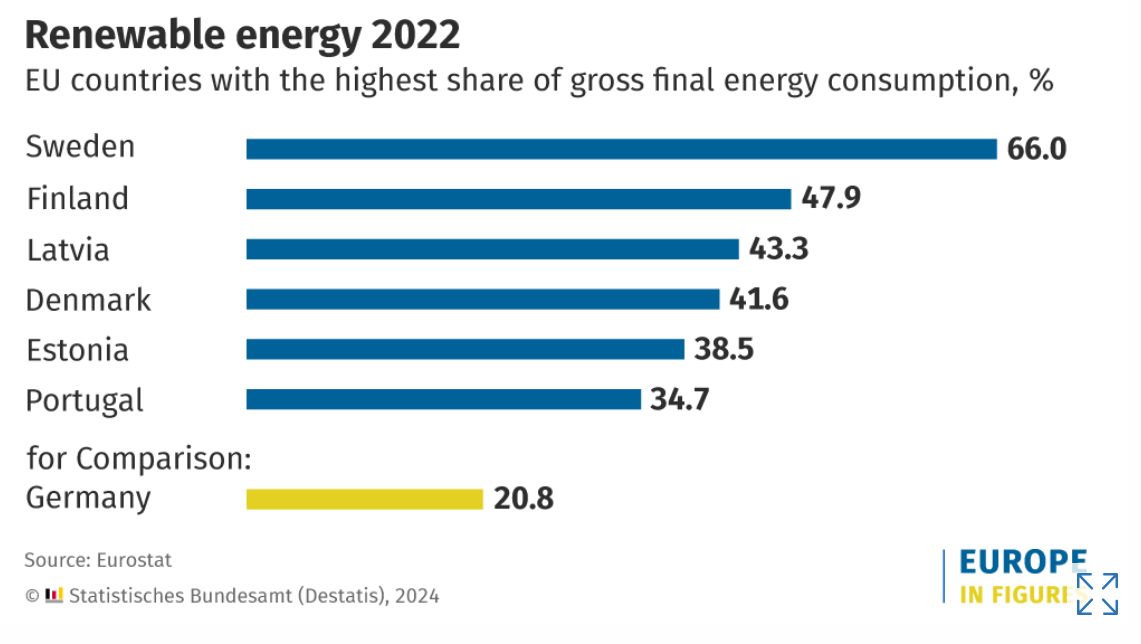 Renewable energy 2022
EU countries with the highest share of gross final energy consumption, %
Sweden 66.0
Finland 47.9
Latvia 43.3
Denmark 41.6
Estonia 38.5
Portugal 34.7
for Comparison:
Germany 20.8
Source: Eurostat
© Statistisches Bundesamt (Destatis), 2024
EUROPE
IN FIGURES